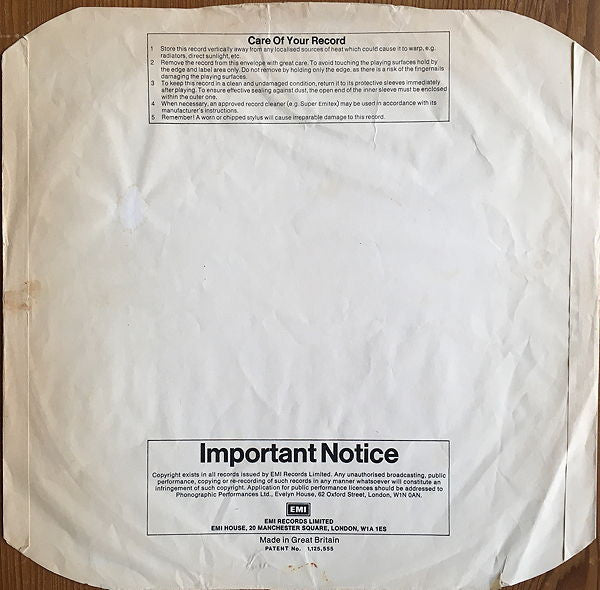 Care Of Your Record
1 Store this record vertically away from any localised sources of heat which could cause it to warp, e.g.
radiators, direct sunlight, etc.
2 Remove the record from this envelope with great care. To avoid touching the playing surfaces hold by
the edge and label area only. Do not remove by holding only the edge, as there is a risk of the fingernails
damaging the playing surfaces.
3 To keep this record in a clean and undamaged condition, return it to its protective sleeves immediately
after playing. To ensure effective sealing against dust, the open end of the inner sleeve must be enclosed
within the outer one.
4 When necessary, an approved record cleaner (e.g. Super Emitex) may be used in accordance with its
manufacturer's instructions.
5 Remember! A worn or chipped stylus will cause irreparable damage to this record.
Important Notice
Copyright exists in all records issued by EMI Records Limited. Any unauthorised broadcasting, public
performance, copying or re-recording of such records in any manner whatsoever will constitute an
infringement of such copyright. Application for public performance licences should be addressed to
Phonographic Performances Ltd., Evelyn House, 62 Oxford Street, London, W1N 0AN.
EMI
EMI RECORDS LIMITED
EMI HOUSE, 20 MANCHESTER SQUARE, LONDON, W1A 1ES
Made in Great Britain
PATENT No. 1,125,555